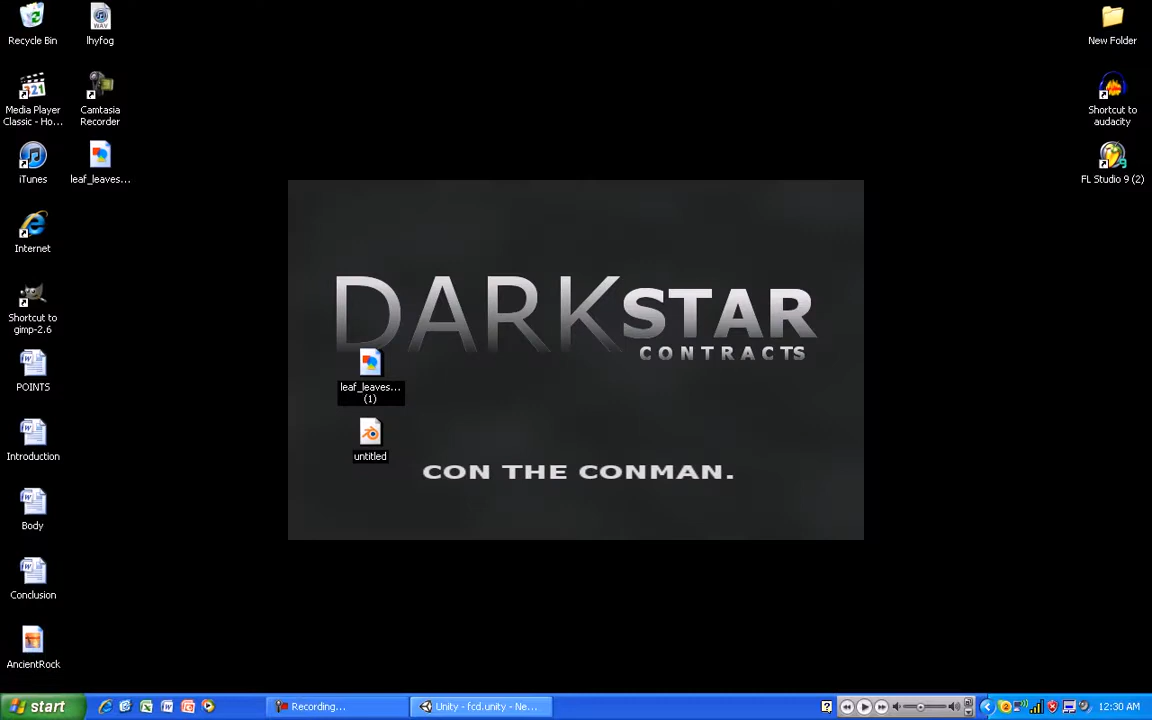 Recycle Bin
lhyfog
New Folder
Media Player
Classic - Ho...
Camtasia
Recorder
Shortcut to
audacity
iTunes
leaf_leaves...
FL Studio 9 (2)
Internet
DARKSTAR
CONTRACTS
Shortcut to
gimp-2.6
POINTS
leaf_leaves...
(1)
Introduction
untitled
CON THE CONMAN.
Body
Conclusion
AncientRock
start
Recording...
Unity - fcd.unity - Ne...
12:30 AM